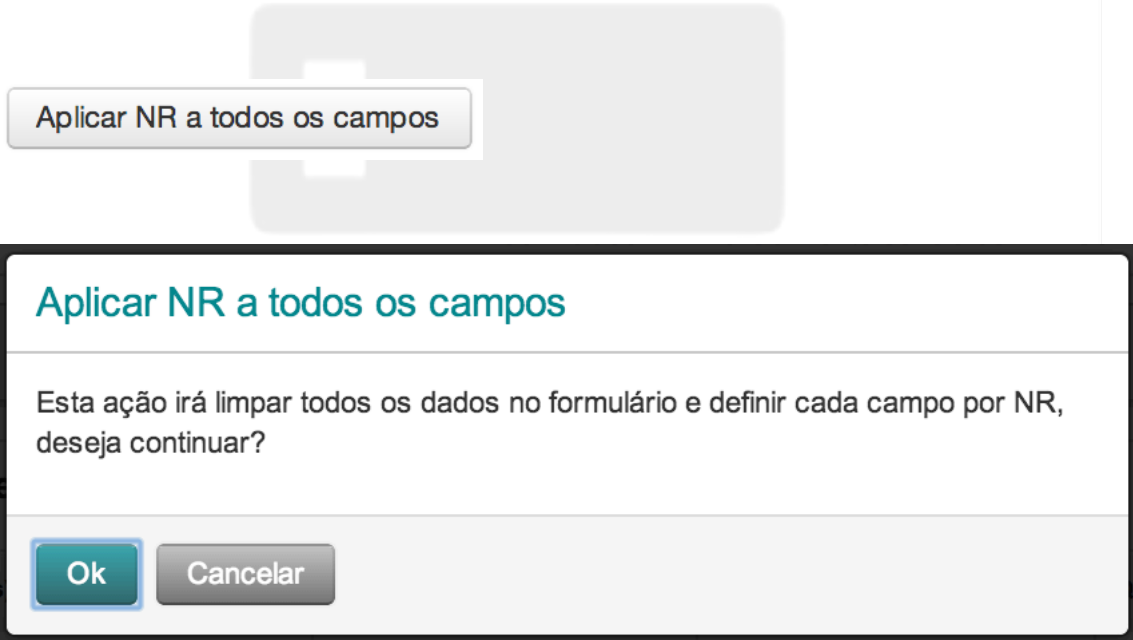 Aplicar NR a todos os campos
Aplicar NR a todos os campos
Esta ação irá limpar todos os dados no formulário e definir cada campo por NR,
deseja continuar?
Ok
Cancelar